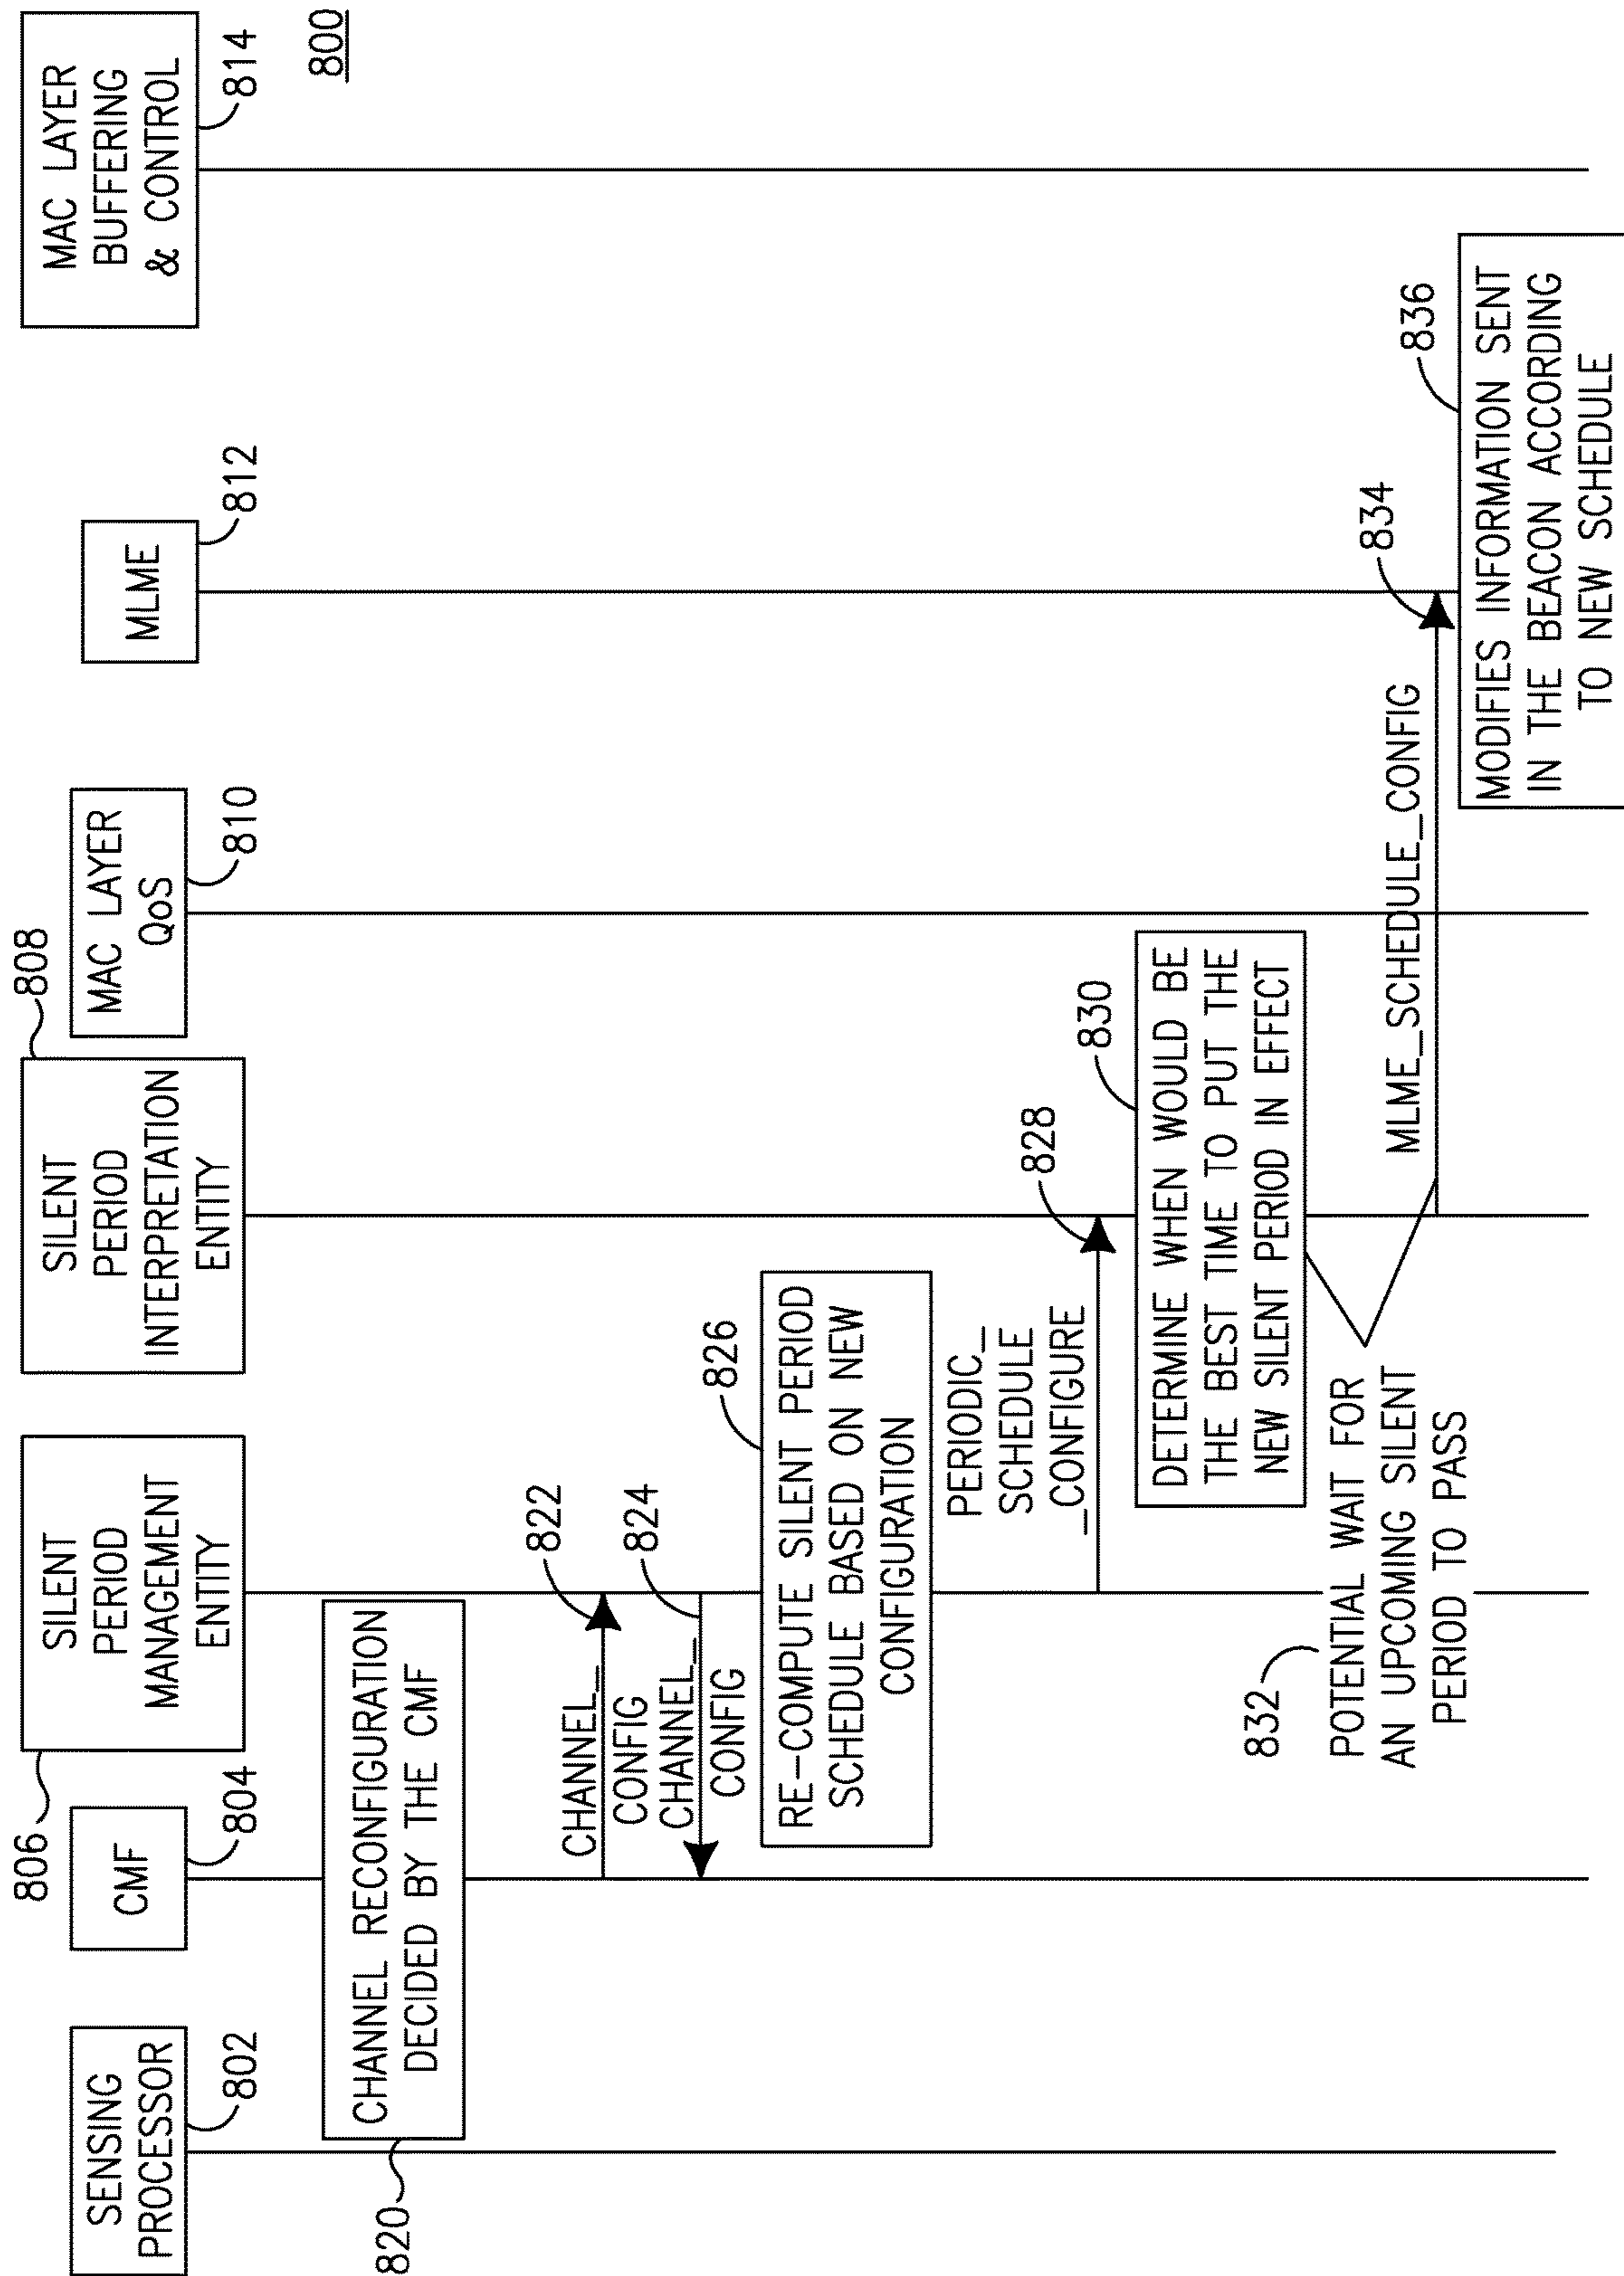 800
SENSING
PROCESSOR
802
CMF
804
806
SILENT
PERIOD
MANAGEMENT
ENTITY
SILENT
PERIOD
INTERPRETATION
ENTITY
808
MAC LAYER
QoS
810
MLME
812
MAC LAYER
BUFFERING
& CONTROL
814
820
CHANNEL RECONFIGURATION
DECIDED BY THE CMF
CHANNEL_
CONFIG
822
CHANNEL_
CONFIG
824
826
RE-COMPUTE SILENT PERIOD
SCHEDULE BASED ON NEW
CONFIGURATION
PERIODIC_
SCHEDULE
_CONFIGURE
828
830
DETERMINE WHEN WOULD BE
THE BEST TIME TO PUT THE
NEW SILENT PERIOD IN EFFECT
832
POTENTIAL WAIT FOR
AN UPCOMING SILENT
PERIOD TO PASS
MLME_SCHEDULE_CONFIG
834
836
MODIFIES INFORMATION SENT
IN THE BEACON ACCORDING
TO NEW SCHEDULE